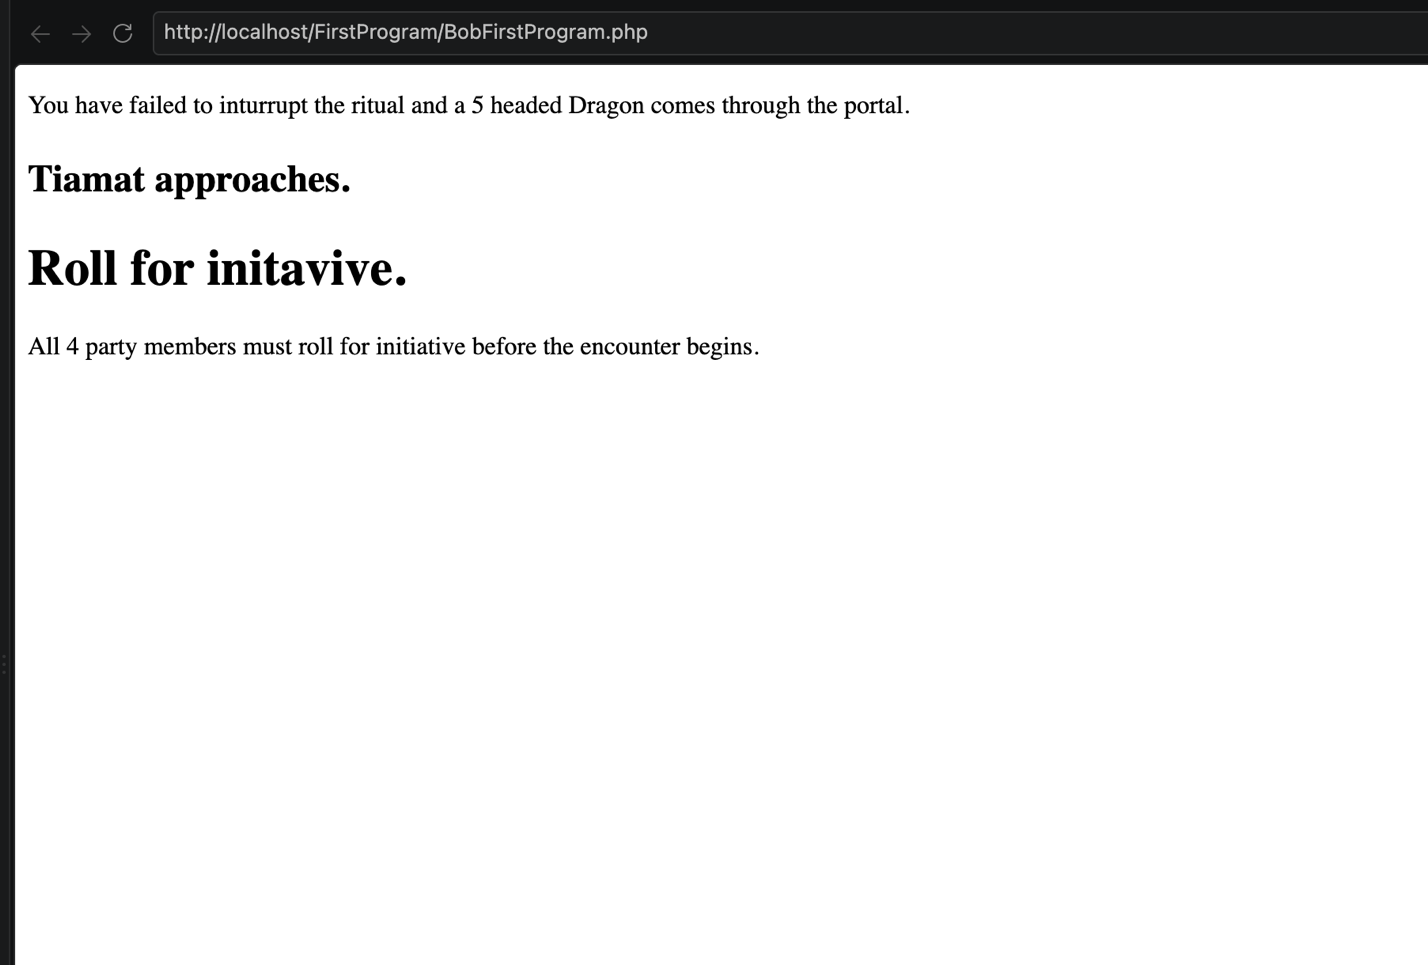 http://localhost/FirstProgram/BobFirstProgram.php
You have failed to inturrupt the ritual and a 5 headed Dragon comes through the portal.
Tiamat approaches.
Roll for initavive.
All 4 party members must roll for initiative before the encounter begins.